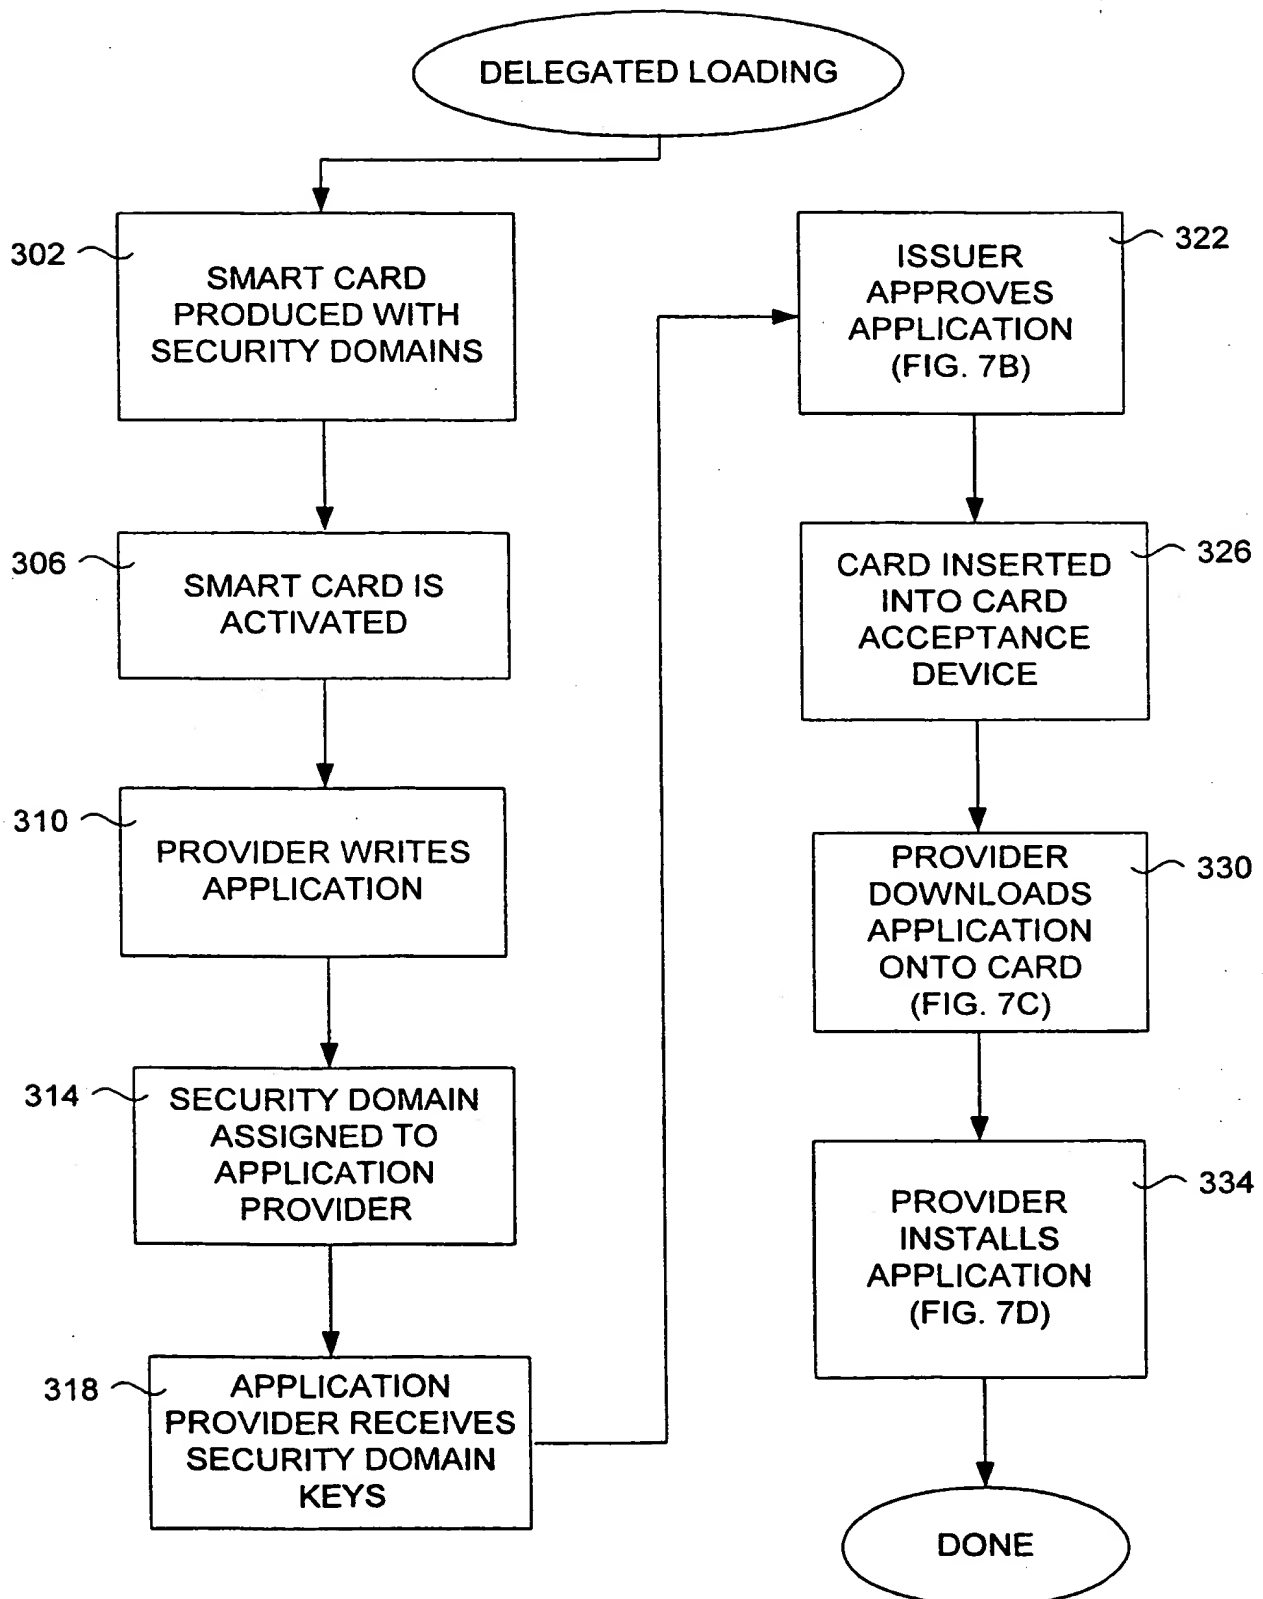 DELEGATED LOADING
302
SMART CARD
PRODUCED WITH
SECURITY DOMAINS
306
SMART CARD IS
ACTIVATED
310
PROVIDER WRITES
APPLICATION
314
SECURITY DOMAIN
ASSIGNED TO
APPLICATION
PROVIDER
318
APPLICATION
PROVIDER RECEIVES
SECURITY DOMAIN
KEYS
322
ISSUER
APPROVES
APPLICATION
(FIG. 7B)
326
CARD INSERTED
INTO CARD
ACCEPTANCE
DEVICE
330
PROVIDER
DOWNLOADS
APPLICATION
ONTO CARD
(FIG. 7C)
334
PROVIDER
INSTALLS
APPLICATION
(FIG. 7D)
DONE